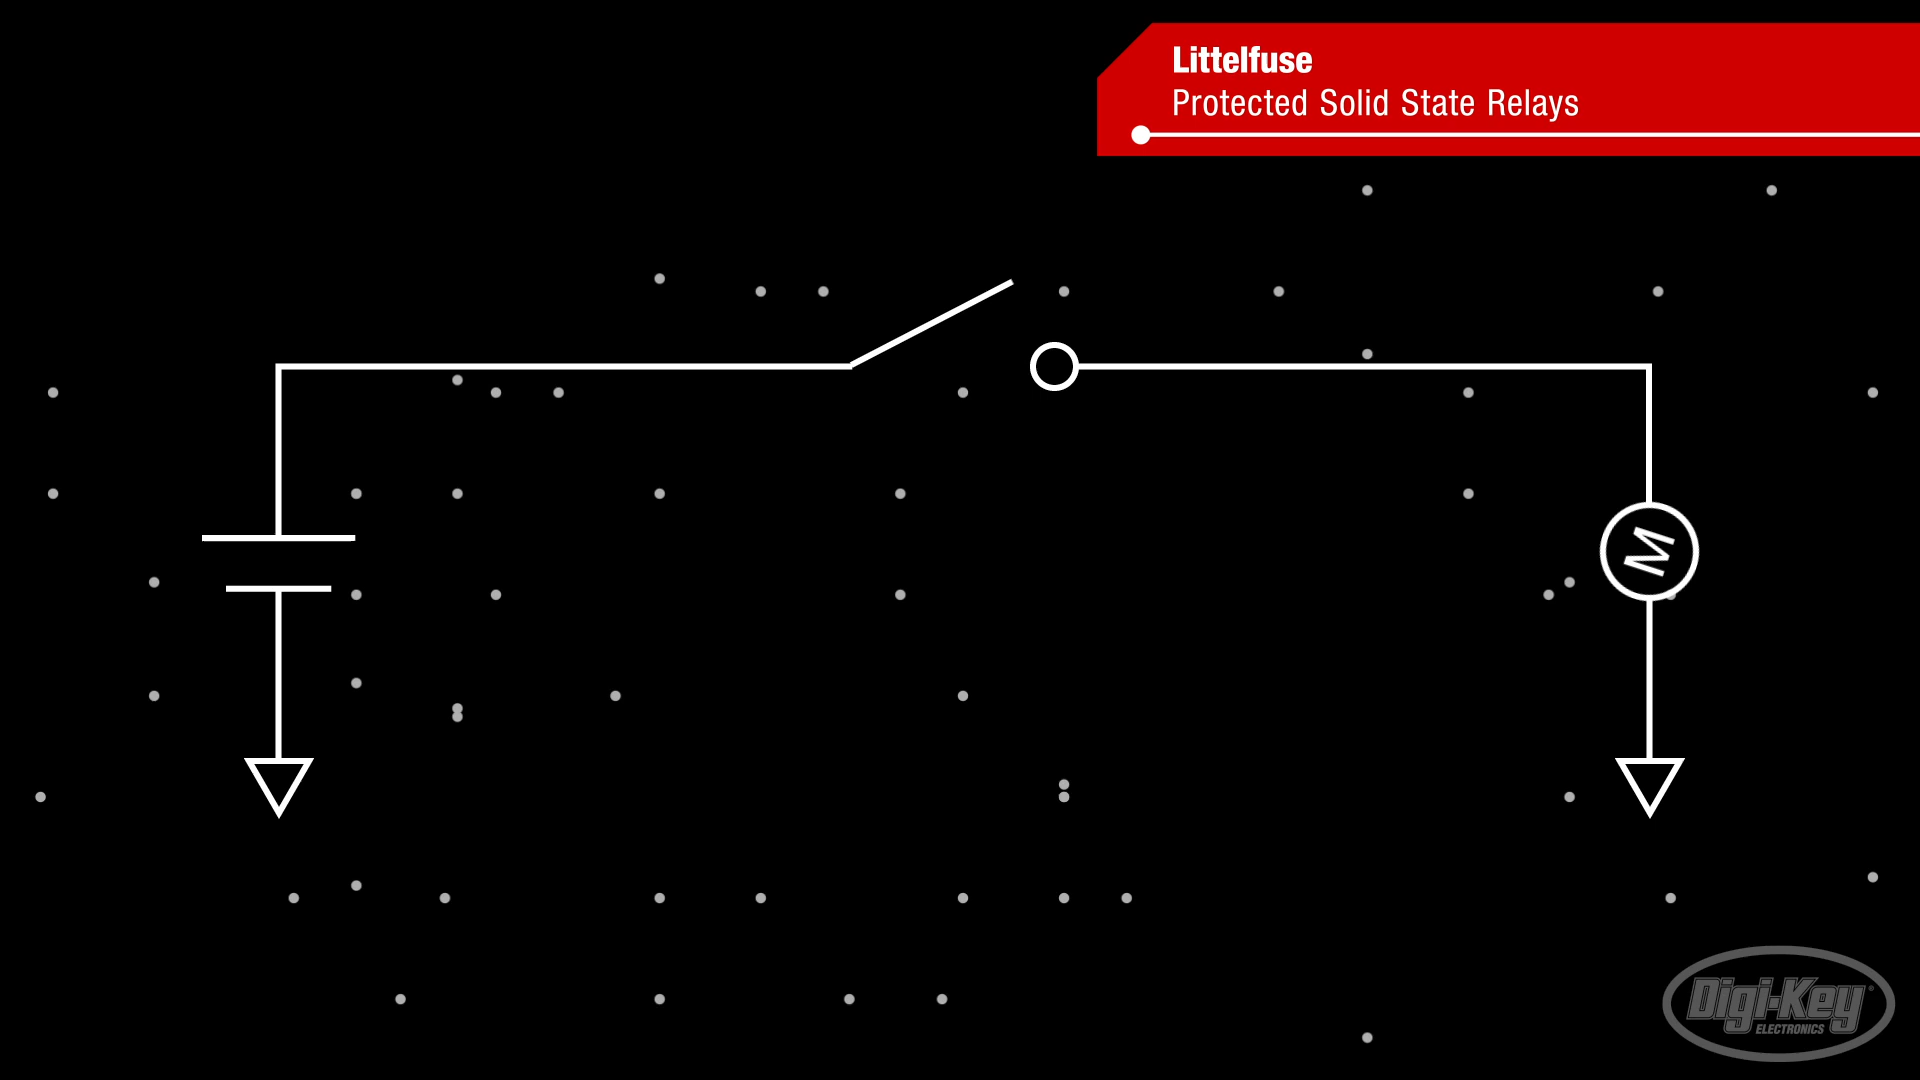 Littelfuse
Protected Solid State Relays
M
Digi-Key
ELECTRONICS